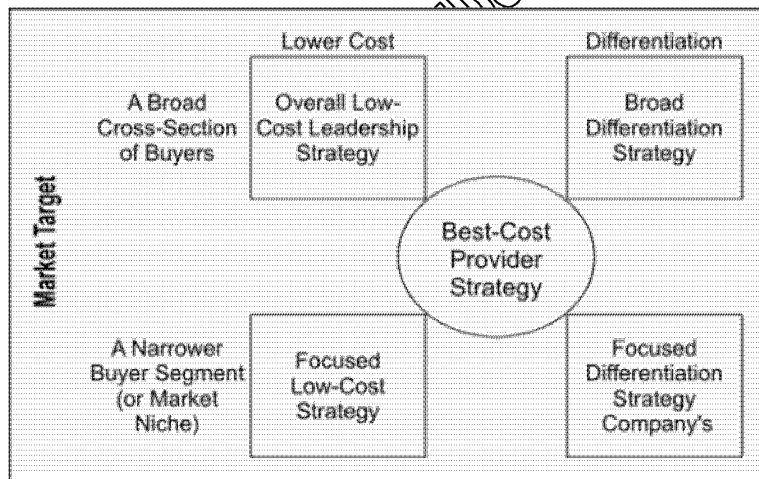 Lower Cost
Differentiation
A Broad
Cross-Section
of Buyers
Overall Low-
Cost Leadership
Strategy
Broad
Differentiation
Strategy
Market Target
Best-Cost
Provider
Strategy
A Narrower
Buyer Segment
(or Market
Niche)
Focused
Low-Cost
Strategy
Focused
Differentiation
Strategy
Company's